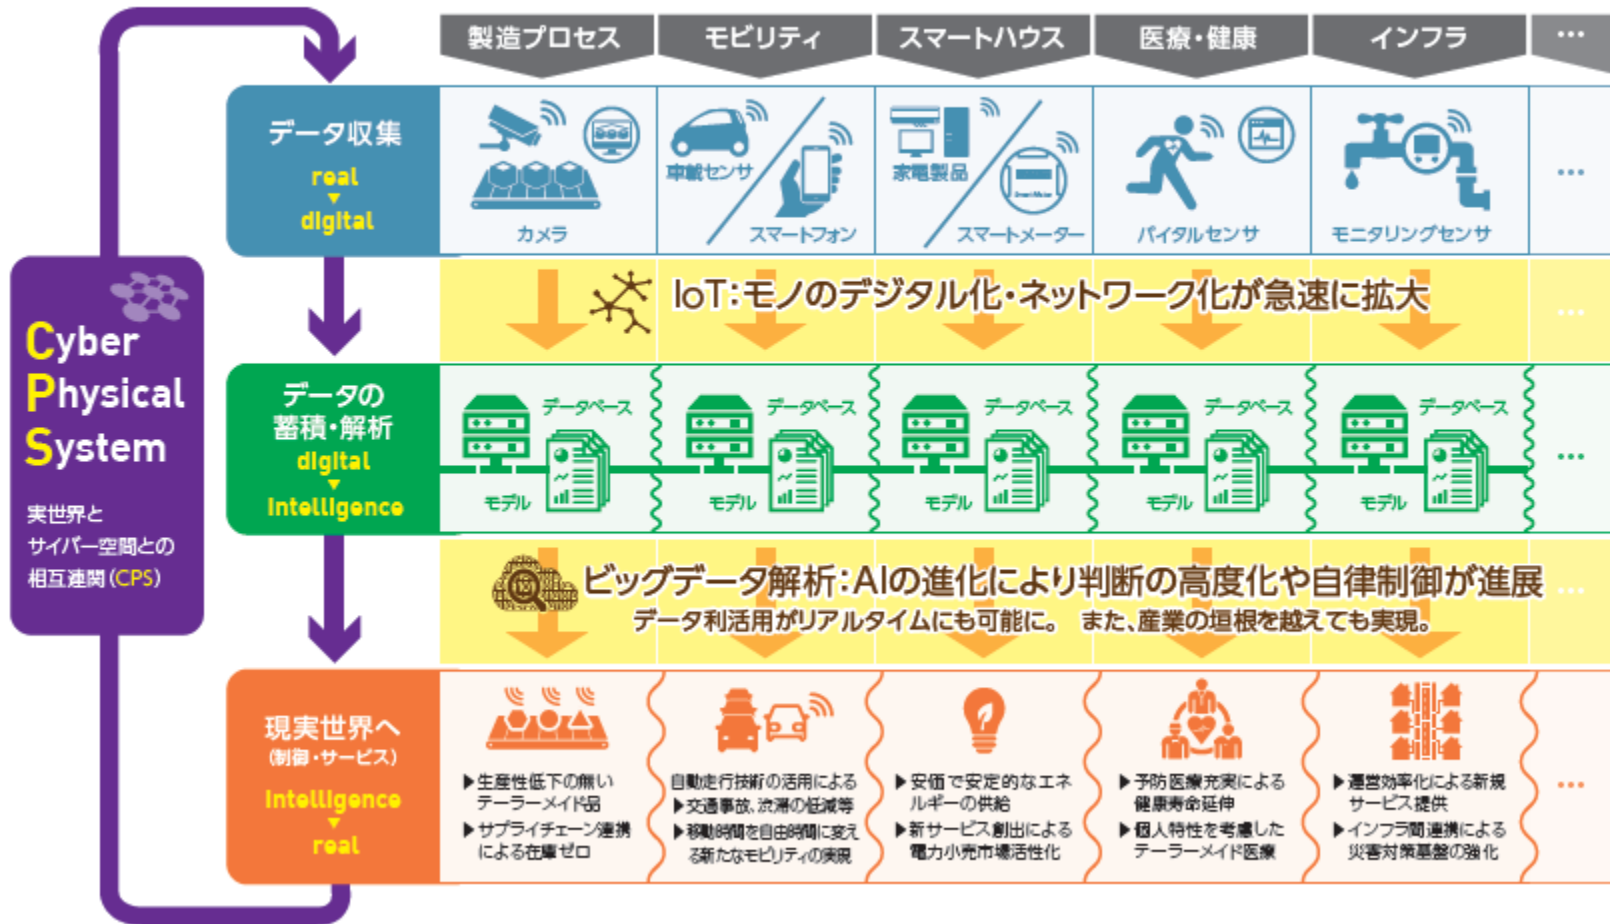 製造プロセス
モビリティ
スマートハウス
医療・健康
インフラ
…
データ収集
real
digital
カメラ
車載センサ
スマートフォン
家電製品
Smart Meter
スマートメーター
バイタルセンサ
モニタリングセンサ
…
IoT：モノのデジタル化・ネットワーク化が急速に拡大
…
Cyber
Physical
System
実世界と
サイバー空間との
相互連関（CPS）
データの
蓄積・解析
digital
Intelligence
データベース
モデル
データベース
モデル
データベース
モデル
データベース
モデル
データベース
モデル
…
ビッグデータ解析：AIの進化により判断の高度化や自律制御が進展
データ利活用がリアルタイムにも可能に。　また、産業の垣根を越えても実現。
…
現実世界へ
（制御・サービス）
Intelligence
real
▶生産性低下の無い
テーラーメイド品
▶サプライチェーン連携
による在庫ゼロ
自動走行技術の活用による
▶交通事故、渋滞の低減等
▶移動時間を自由時間に変え
る新たなモビリティの実現
▶安価で安定的なエネ
ルギーの供給
▶新サービス創出による
電力小売市場活性化
▶予防医療充実による
健康寿命延伸
▶個人特性を考慮した
テーラーメイド医療
▶運営効率化による新規
サービス提供
▶インフラ間連携による
災害対策基盤の強化
…